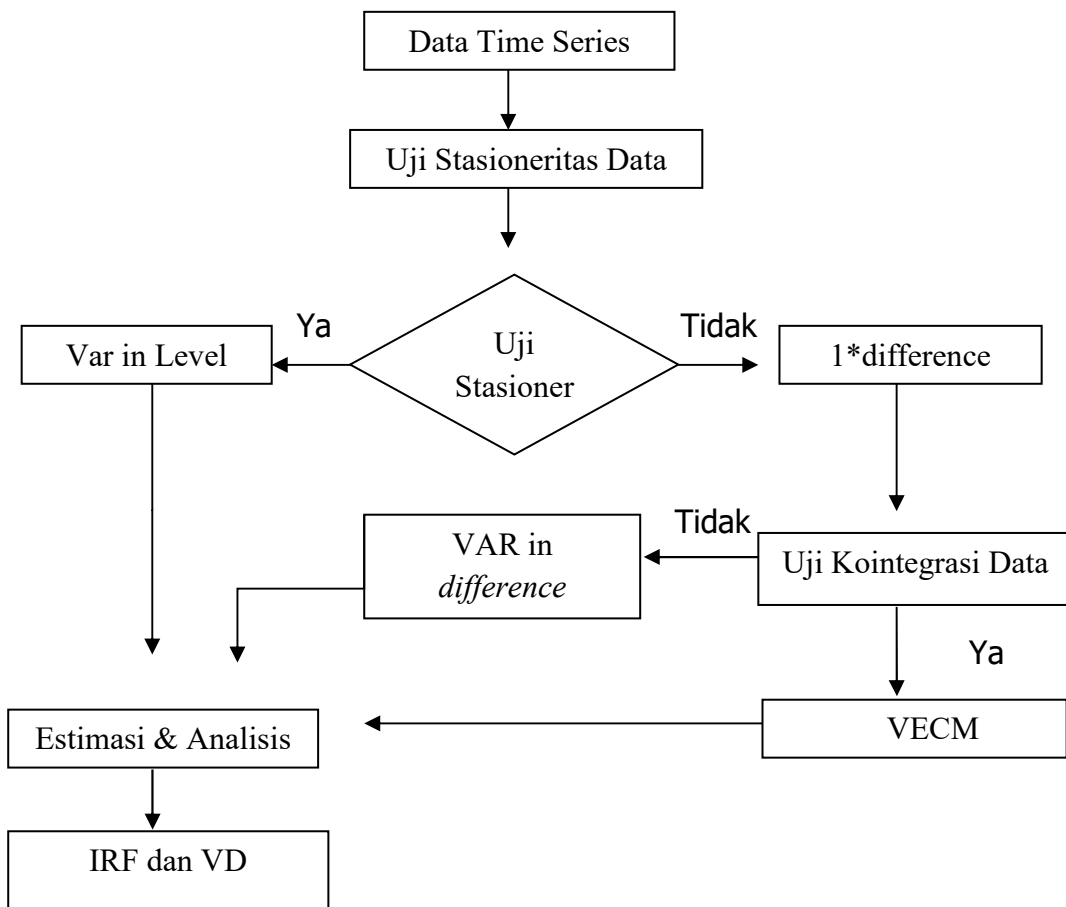 Data Time Series
Uji Stasioneritas Data
Ya
Tidak
Var in Level
Uji
Stasioner
1*difference
Tidak
VAR in
difference
Uji Kointegrasi Data
Ya
Estimasi & Analisis
VECM
IRF dan VD